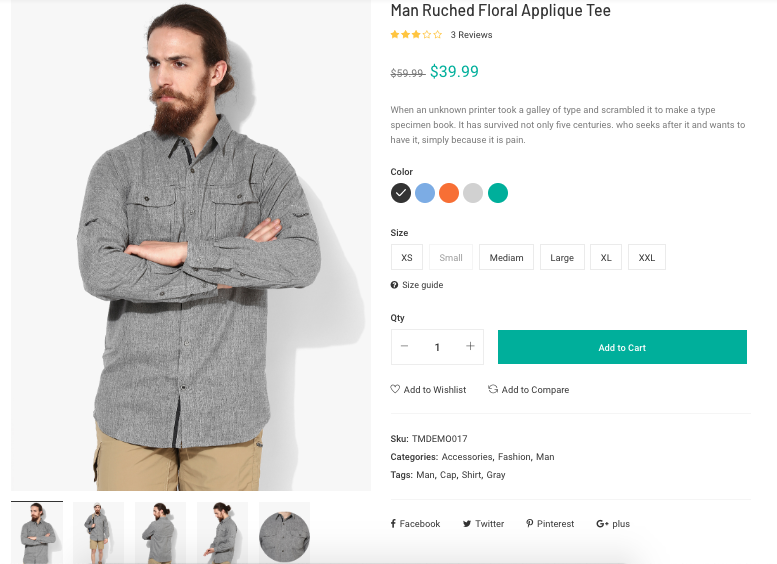 Man Ruched Floral Applique Tee
3 Reviews
$59.99 $39.99
When an unknown printer took a galley of type and scrambled it to make a type
specimen book. It has survived not only five centuries. who seeks after it and wants to
have it, simply because it is pain.
Color
Size
XS Small Mediam Large XL XXL
Size guide
Qty
− 1 + Add to Cart
Add to Wishlist Add to Compare
Sku: TMDEMO017
Categories: Accessories, Fashion, Man
Tags: Man, Cap, Shirt, Gray
Facebook Twitter Pinterest G+ plus